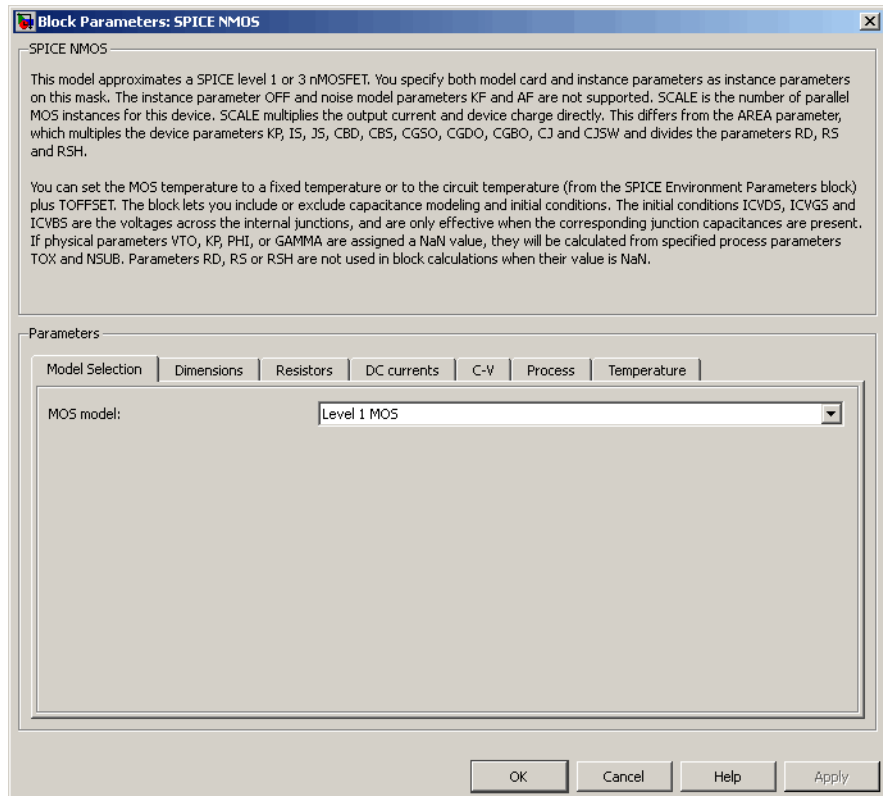 Block Parameters: SPICE NMOS
SPICE NMOS
This model approximates a SPICE level 1 or 3 nMOSFET. You specify both model card and instance parameters as instance parameters
on this mask. The instance parameter OFF and noise model parameters KF and AF are not supported. SCALE is the number of parallel
MOS instances for this device. SCALE multiplies the output current and device charge directly. This differs from the AREA parameter,
which multiples the device parameters KP, IS, JS, CBD, CBS, CGSO, CGDO, CGBO, CJ and CJSW and divides the parameters RD, RS
and RSH.
You can set the MOS temperature to a fixed temperature or to the circuit temperature (from the SPICE Environment Parameters block)
plus TOFFSET. The block lets you include or exclude capacitance modeling and initial conditions. The initial conditions ICVDS, ICVGS and
ICVBS are the voltages across the internal junctions, and are only effective when the corresponding junction capacitances are present.
If physical parameters VTO, KP, PHI, or GAMMA are assigned a NaN value, they will be calculated from specified process parameters
TOX and NSUB. Parameters RD, RS or RSH are not used in block calculations when their value is NaN.
Parameters
Model Selection Dimensions Resistors DC currents C-V Process Temperature
MOS model: Level 1 MOS
OK Cancel Help Apply